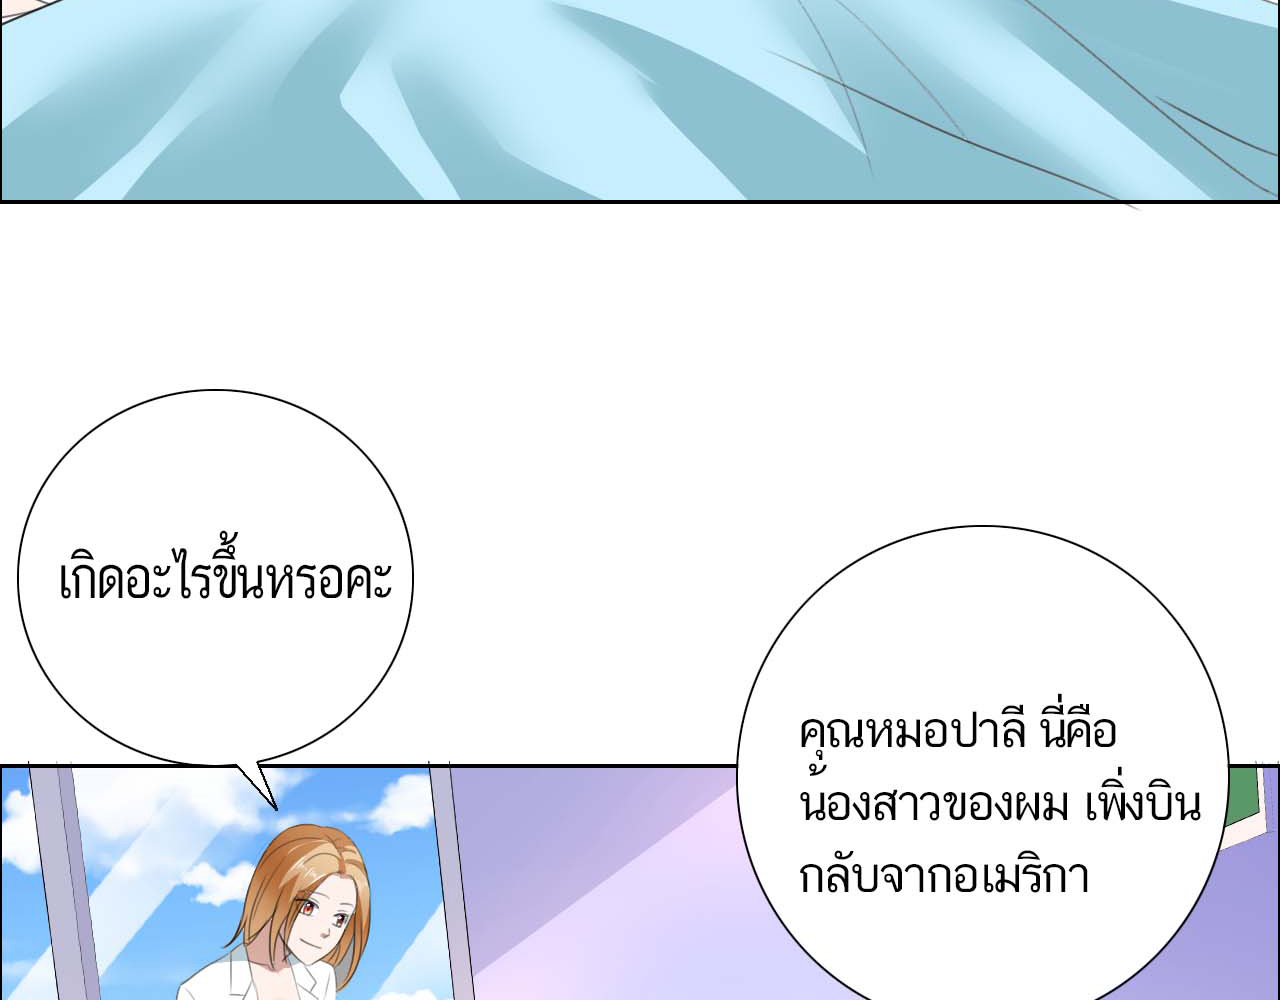 เกิดอะไรขึ้นหรอคะ
คุณหมอปาลี นี่คือ
น้องสาวของผม เพิ่งบิน
กลับจากอเมริกา